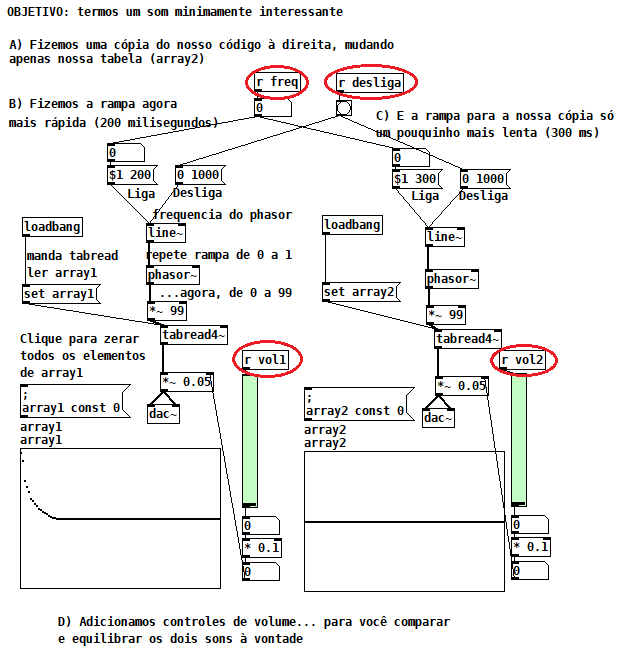 OBJETIVO: termos um som minimamente interessante
A) Fizemos uma cópia do nosso código à direita, mudando
apenas nossa tabela (array2)
r freq
r desliga
B) Fizemos a rampa agora
mais rápida (200 milisegundos)
0
C) E a rampa para a nossa cópia só
um pouquinho mais lenta (300 ms)
0
0
$1 200
0 1000
$1 300
0 1000
Liga
Desliga
Liga
Desliga
frequencia do phasor
loadbang
line~
loadbang
line~
manda tabread
ler array1
repete rampa de 0 a 1
phasor~
phasor~
set array1
...agora, de 0 a 99
set array2
*~ 99
*~ 99
tabread4~
tabread4~
Clique para zerar
todos os elementos
de array1
r vol1
r vol2
*~ 0.05
*~ 0.05
;
array1 const 0
;
array2 const 0
dac~
dac~
array1
array1
array2
array2
0
0
* 0.1
* 0.1
0
0
D) Adicionamos controles de volume... para você comparar
e equilibrar os dois sons à vontade